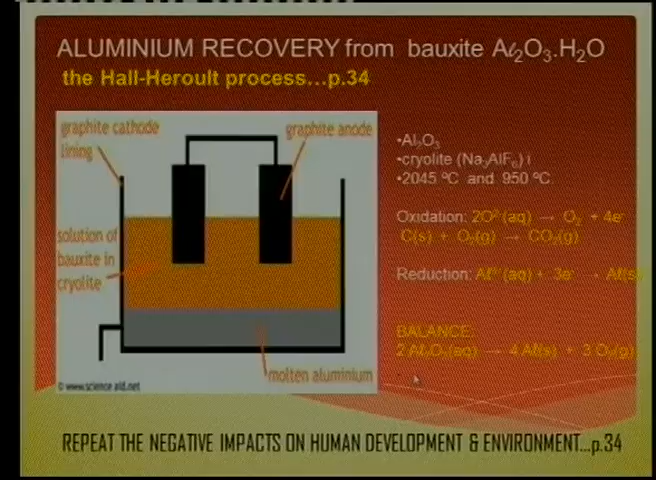 ALUMINIUM RECOVERY from bauxite Aℓ₂O₃.H₂O
the Hall-Heroult process...p.34
graphite cathode
lining
graphite anode
solution of
bauxite in
cryolite
molten aluminium
© www.science aid.net
•Al₂O₃
•cryolite (Na₃AlF₆) i
•2045 ºC and 950 ºC.
Oxidation: 2O²⁻(aq) → O₂ + 4e⁻
C(s) + O₂(g) → CO₂(g)
Reduction: Aℓ³⁺(aq) + 3e⁻ → Aℓ(s)
BALANCE:
2 Aℓ₂O₃(aq) → 4 Aℓ(s) + 3 O₂(g)
REPEAT THE NEGATIVE IMPACTS ON HUMAN DEVELOPMENT & ENVIRONMENT...p.34